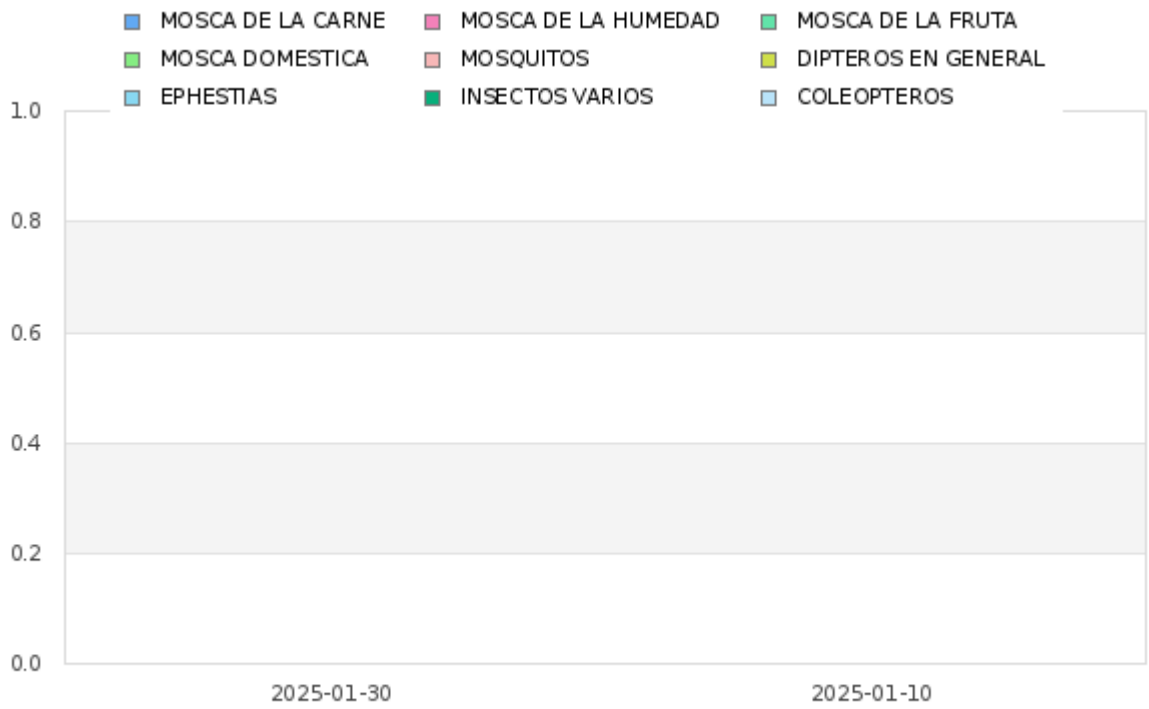 MOSCA DE LA CARNE MOSCA DE LA HUMEDAD MOSCA DE LA FRUTA
MOSCA DOMESTICA MOSQUITOS DIPTEROS EN GENERAL
EPHESTIAS INSECTOS VARIOS COLEOPTEROS
1.0
0.8
0.6
0.4
0.2
0.0
2025-01-30 2025-01-10